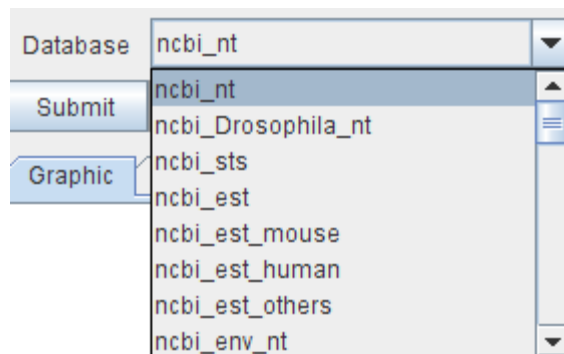 Database ncbi_nt
ncbi_nt
Submit
ncbi_Drosophila_nt
ncbi_sts
Graphic
ncbi_est
ncbi_est_mouse
ncbi_est_human
ncbi_est_others
ncbi_env_nt